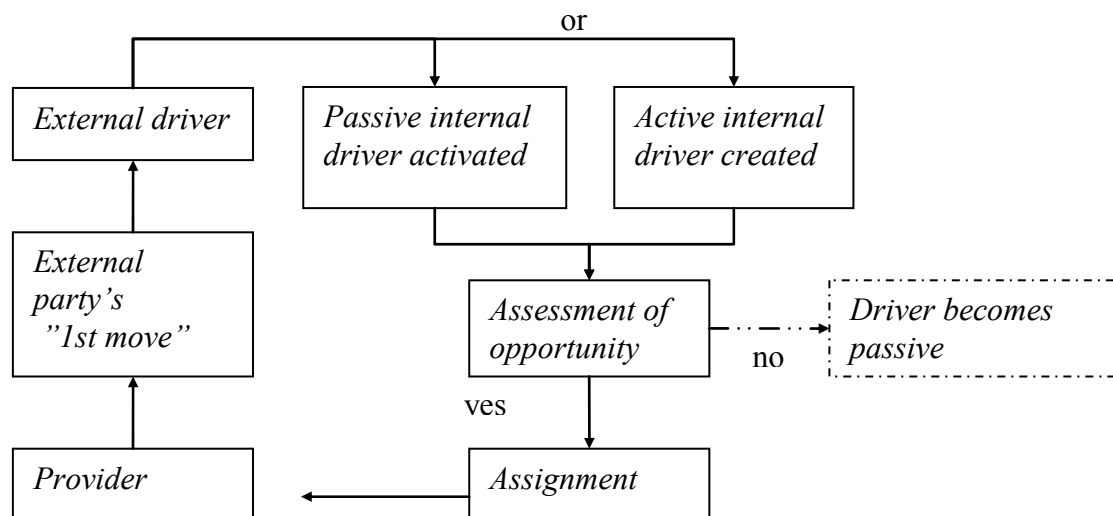 or
External driver
Passive internal
driver activated
Active internal
driver created
External
party’s
”1st move”
Assessment of
opportunity
no
Driver becomes
passive
ves
Provider
Assignment